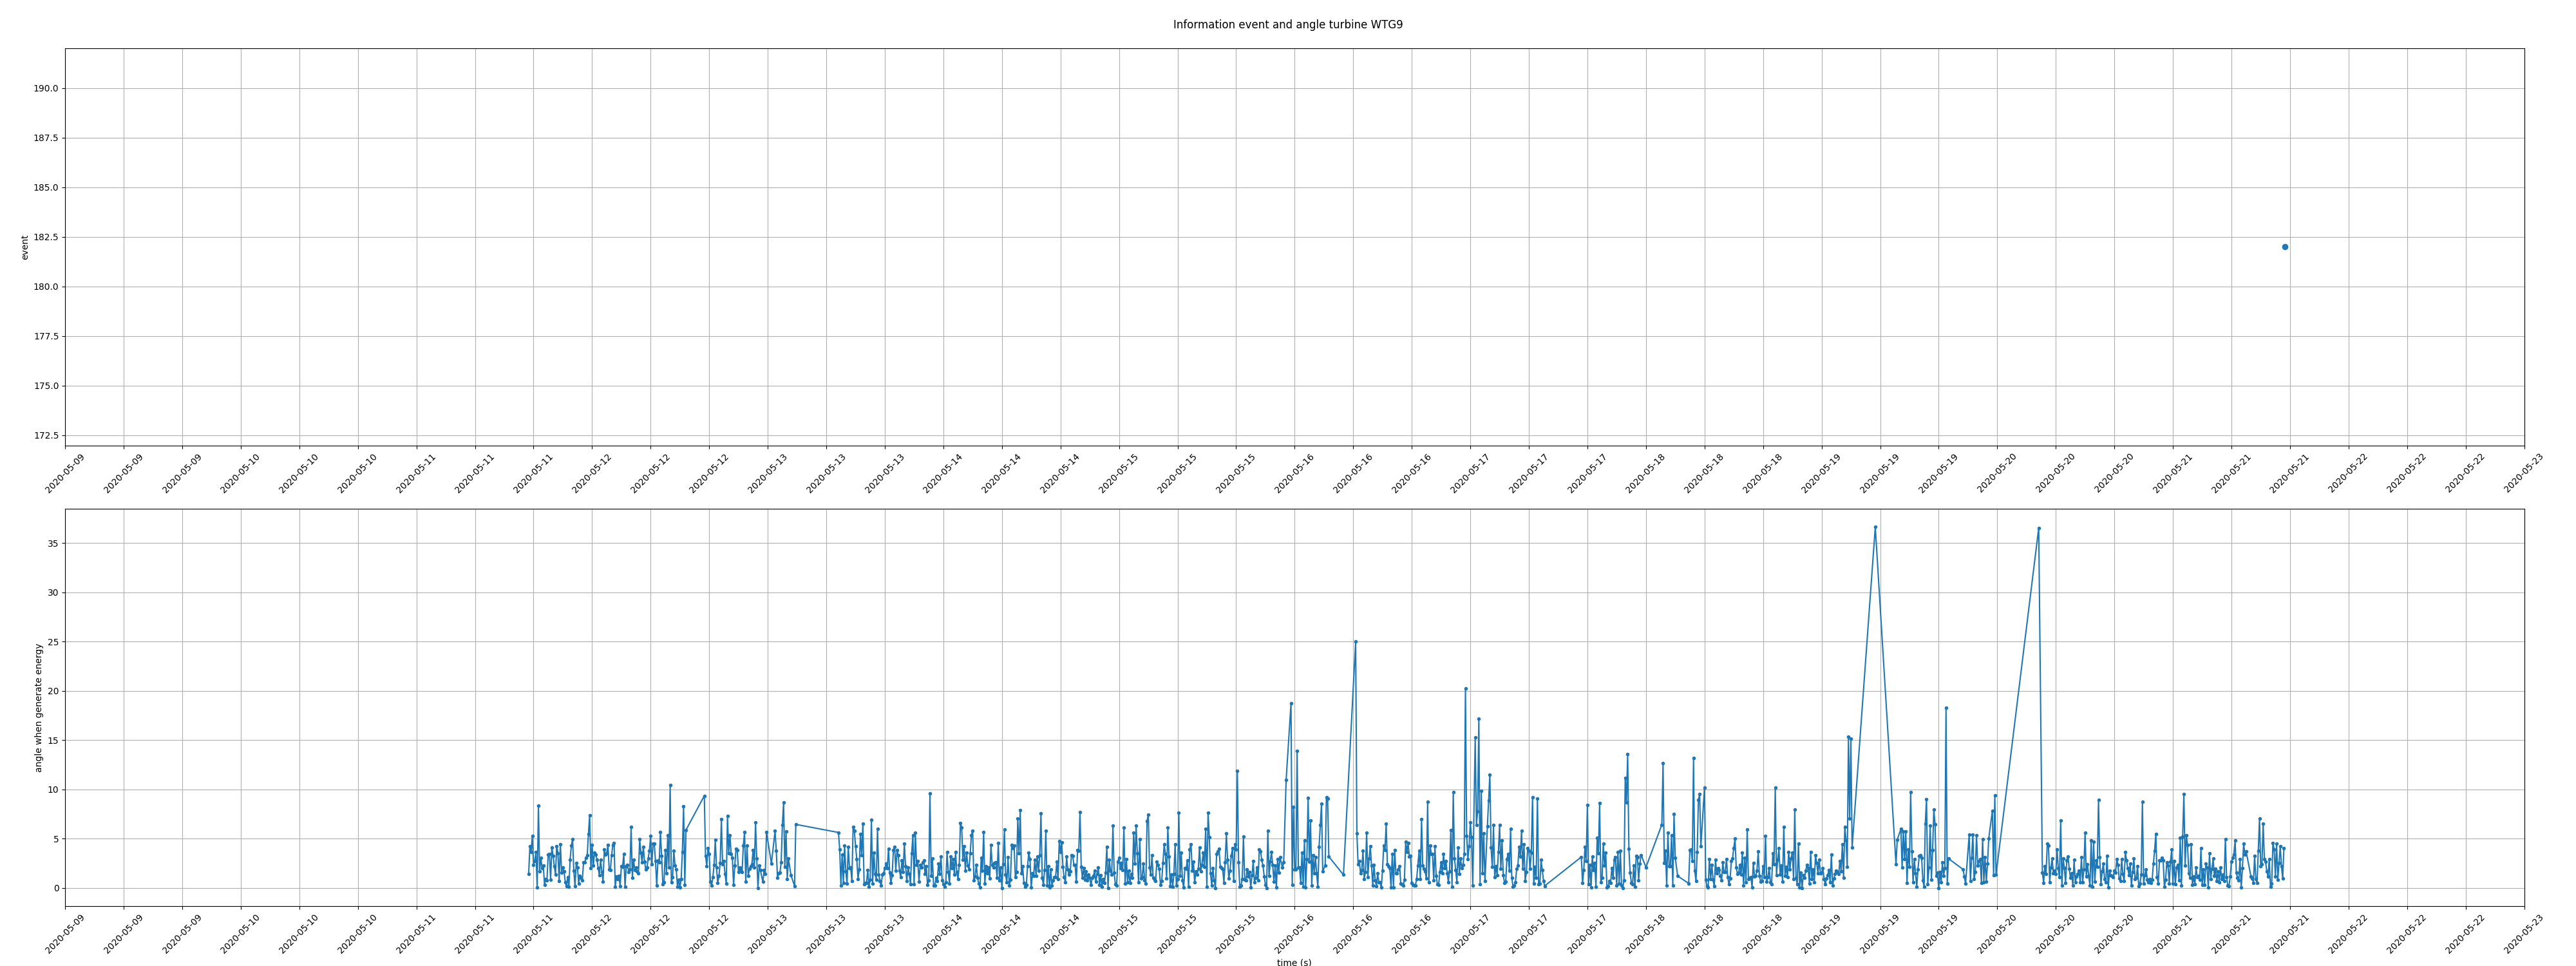 Information event and angle turbine WTG9
190.0
187.5
185.0
182.5
180.0
177.5
175.0
172.5
event
2020-05-09 2020-05-09 2020-05-09 2020-05-10 2020-05-10 2020-05-10 2020-05-11 2020-05-11 2020-05-11 2020-05-12 2020-05-12 2020-05-12 2020-05-13 2020-05-13 2020-05-13 2020-05-14 2020-05-14 2020-05-14 2020-05-15 2020-05-15 2020-05-15 2020-05-16 2020-05-16 2020-05-16 2020-05-17 2020-05-17 2020-05-17 2020-05-18 2020-05-18 2020-05-18 2020-05-19 2020-05-19 2020-05-19 2020-05-20 2020-05-20 2020-05-20 2020-05-21 2020-05-21 2020-05-21 2020-05-22 2020-05-22 2020-05-22 2020-05-23
35
30
25
20
15
10
5
0
angle when generate energy
2020-05-09 2020-05-09 2020-05-09 2020-05-10 2020-05-10 2020-05-10 2020-05-11 2020-05-11 2020-05-11 2020-05-12 2020-05-12 2020-05-12 2020-05-13 2020-05-13 2020-05-13 2020-05-14 2020-05-14 2020-05-14 2020-05-15 2020-05-15 2020-05-15 2020-05-16 2020-05-16 2020-05-16 2020-05-17 2020-05-17 2020-05-17 2020-05-18 2020-05-18 2020-05-18 2020-05-19 2020-05-19 2020-05-19 2020-05-20 2020-05-20 2020-05-20 2020-05-21 2020-05-21 2020-05-21 2020-05-22 2020-05-22 2020-05-22 2020-05-23
time (s)